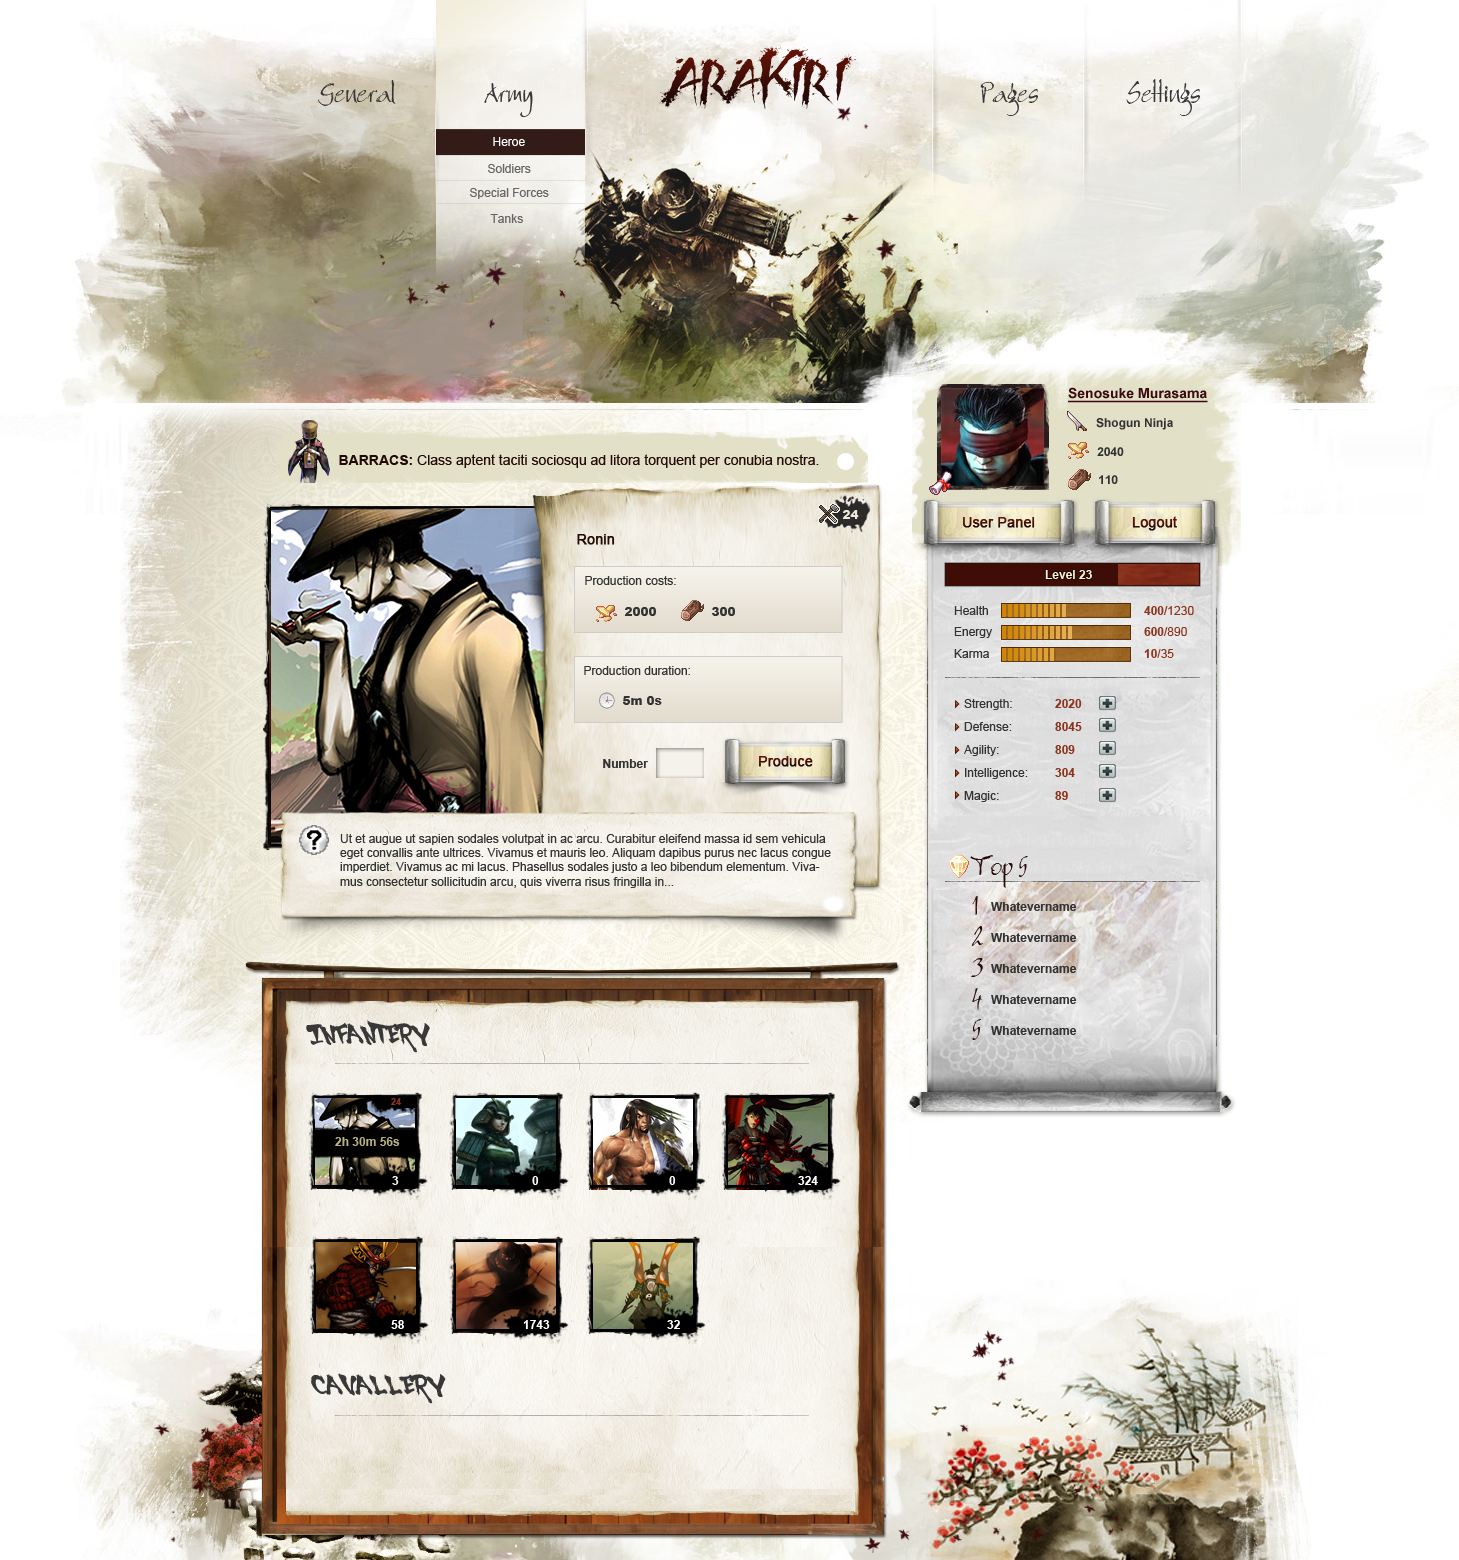 General
Army
ARAKIRI
Pages
Settings
Heroe
Soldiers
Special Forces
Tanks
Senosuke Murasama
Shogun Ninja
2040
110
User Panel
Logout
BARRACS: Class aptent taciti sociosqu ad litora torquent per conubia nostra.
24
Ronin
Production costs:
2000
300
Production duration:
5m 0s
Number
Produce
?
Ut et augue ut sapien sodales volutpat in ac arcu. Curabitur eleifend massa id sem vehicula
eget convallis ante ultrices. Vivamus et mauris leo. Aliquam dapibus purus nec lacus congue
imperdiet. Vivamus ac mi lacus. Phasellus sodales justo a leo bibendum elementum. Viva-
mus consectetur sollicitudin arcu, quis viverra risus fringilla in...
Level 23
Health 400/1230
Energy 600/890
Karma 10/35
Strength: 2020
Defense: 8045
Agility: 809
Intelligence: 304
Magic: 89
Top 5
1 Whatevername
2 Whatevername
3 Whatevername
4 Whatevername
5 Whatevername
INFANTERY
24
2h 30m 56s
3
0
0
324
58
1743
32
CAVALLERY